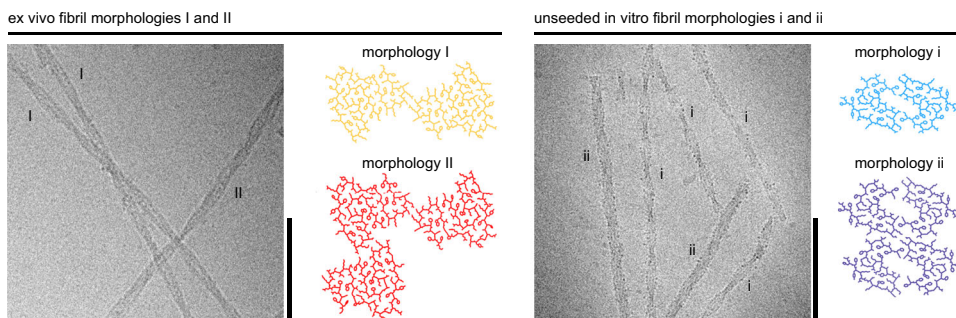 ex vivo fibril morphologies I and II
I
I
II
morphology I
morphology II
unseeded in vitro fibril morphologies i and ii
i
i
ii
i
ii
i
morphology i
morphology ii